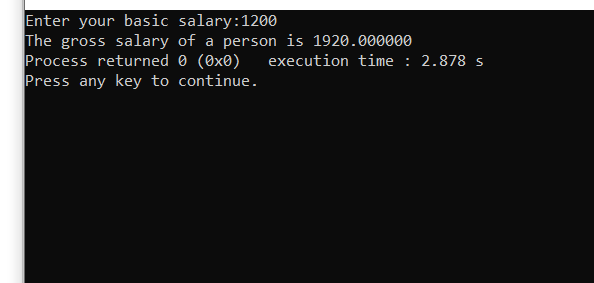 Enter your basic salary:1200
The gross salary of a person is 1920.000000
Process returned 0 (0x0)   execution time : 2.878 s
Press any key to continue.